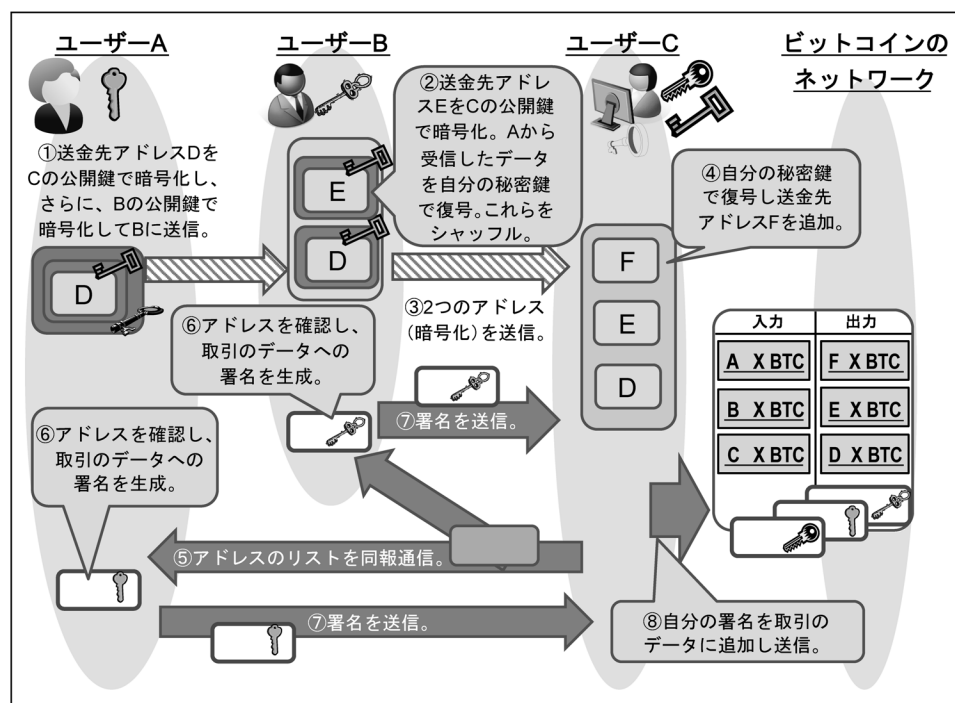 ユーザーA
ユーザーB
ユーザーC
ビットコインの
ネットワーク
①送金先アドレスDを
Cの公開鍵で暗号化し、
さらに、Bの公開鍵で
暗号化してBに送信。
D
E
D
②送金先アドレ
スEをCの公開鍵
で暗号化。Aから
受信したデータ
を自分の秘密鍵
で復号。これらを
シャッフル。
③2つのアドレス
（暗号化）を送信。
④自分の秘密鍵
で復号し送金先
アドレスFを追加。
F
E
D
⑥アドレスを確認し、
取引のデータへの
署名を生成。
⑦署名を送信。
⑥アドレスを確認し、
取引のデータへの
署名を生成。
⑤アドレスのリストを同報通信。
⑦署名を送信。
入力 出力
A X BTC F X BTC
B X BTC E X BTC
C X BTC D X BTC
⑧自分の署名を取引の
データに追加し送信。